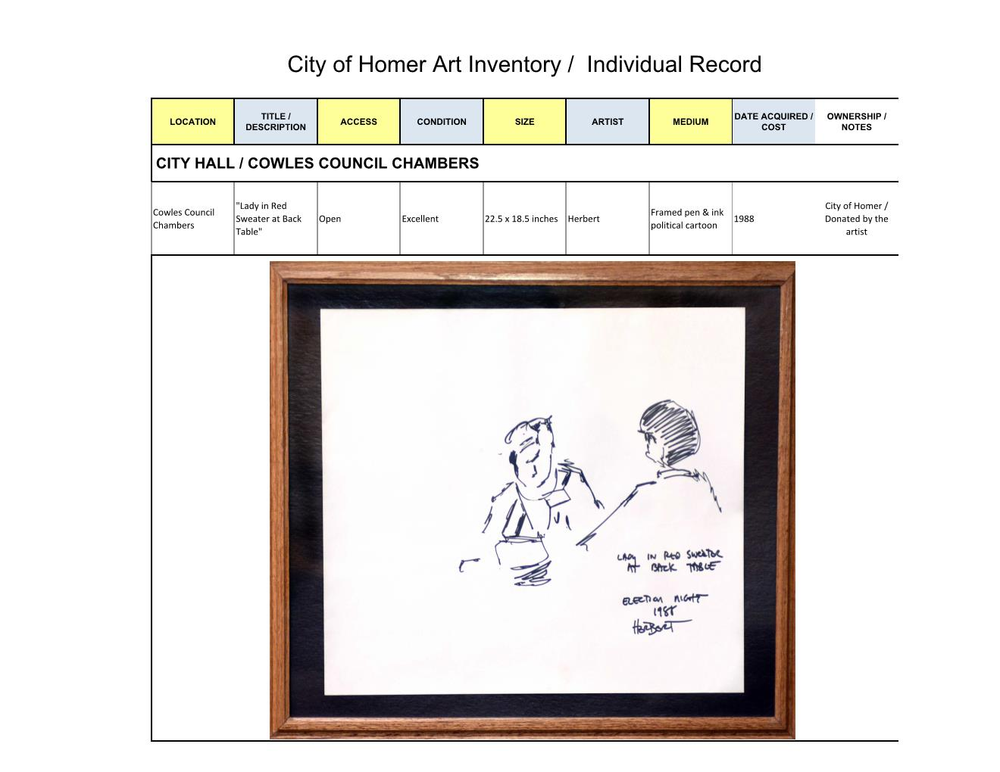 City of Homer Art Inventory /  Individual Record
LOCATION
TITLE /
DESCRIPTION
ACCESS
CONDITION
SIZE
ARTIST
MEDIUM
DATE ACQUIRED /
COST
OWNERSHIP /
NOTES
CITY HALL / COWLES COUNCIL CHAMBERS
Cowles Council
Chambers
"Lady in Red
Sweater at Back
Table"
Open
Excellent
22.5 x 18.5 inches
Herbert
Framed pen & ink
political cartoon
1988
City of Homer /
Donated by the
artist
LADY IN RED SWEATER
AT BACK TABLE
ELECTION NIGHT
1988
HERBERT